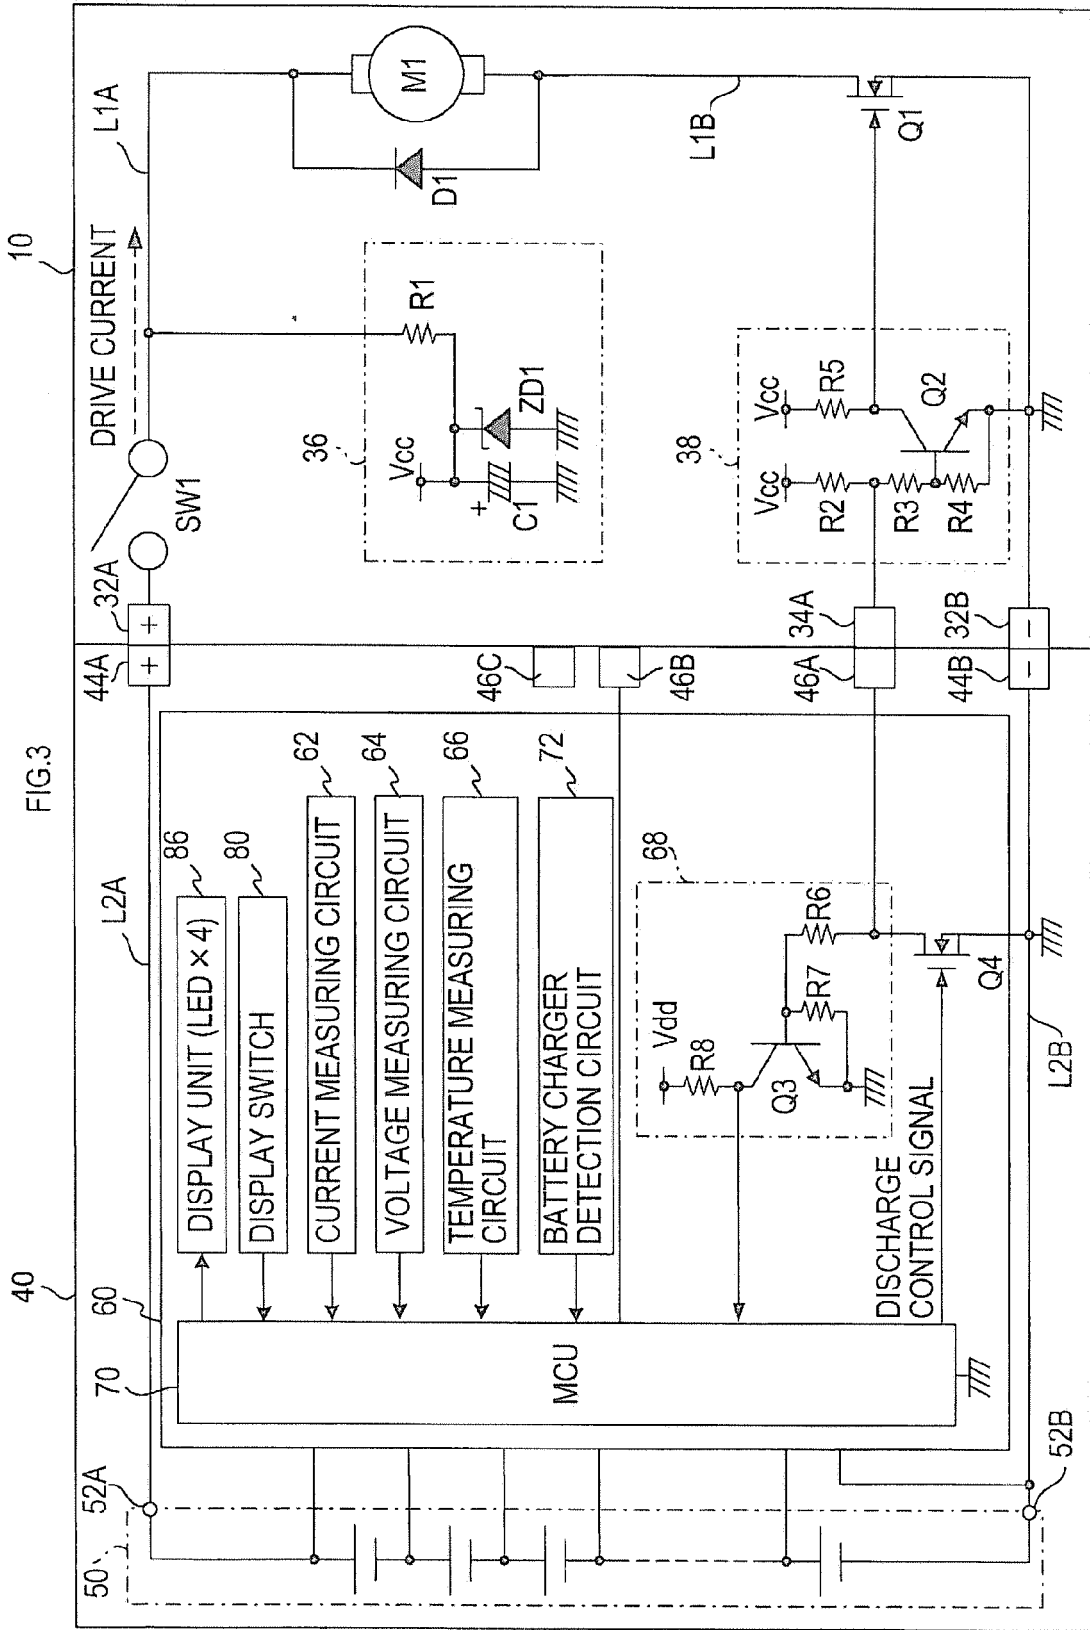 FIG.3
40
10
L2A
44A
32A
SW1
DRIVE CURRENT
L1A
+
+
50
52A
70
60
MCU
86
DISPLAY UNIT (LED × 4)
80
DISPLAY SWITCH
62
CURRENT MEASURING CIRCUIT
64
VOLTAGE MEASURING CIRCUIT
66
TEMPERATURE MEASURING
CIRCUIT
72
BATTERY CHARGER
DETECTION CIRCUIT
46C
46B
36
Vcc
+
C1
ZD1
R1
D1
M1
L1B
68
Vdd
R8
Q3
R7
R6
DISCHARGE
CONTROL SIGNAL
Q4
46A
34A
38
Vcc
Vcc
R2
R5
R3
R4
Q2
Q1
44B
32B
−
−
L2B
52B